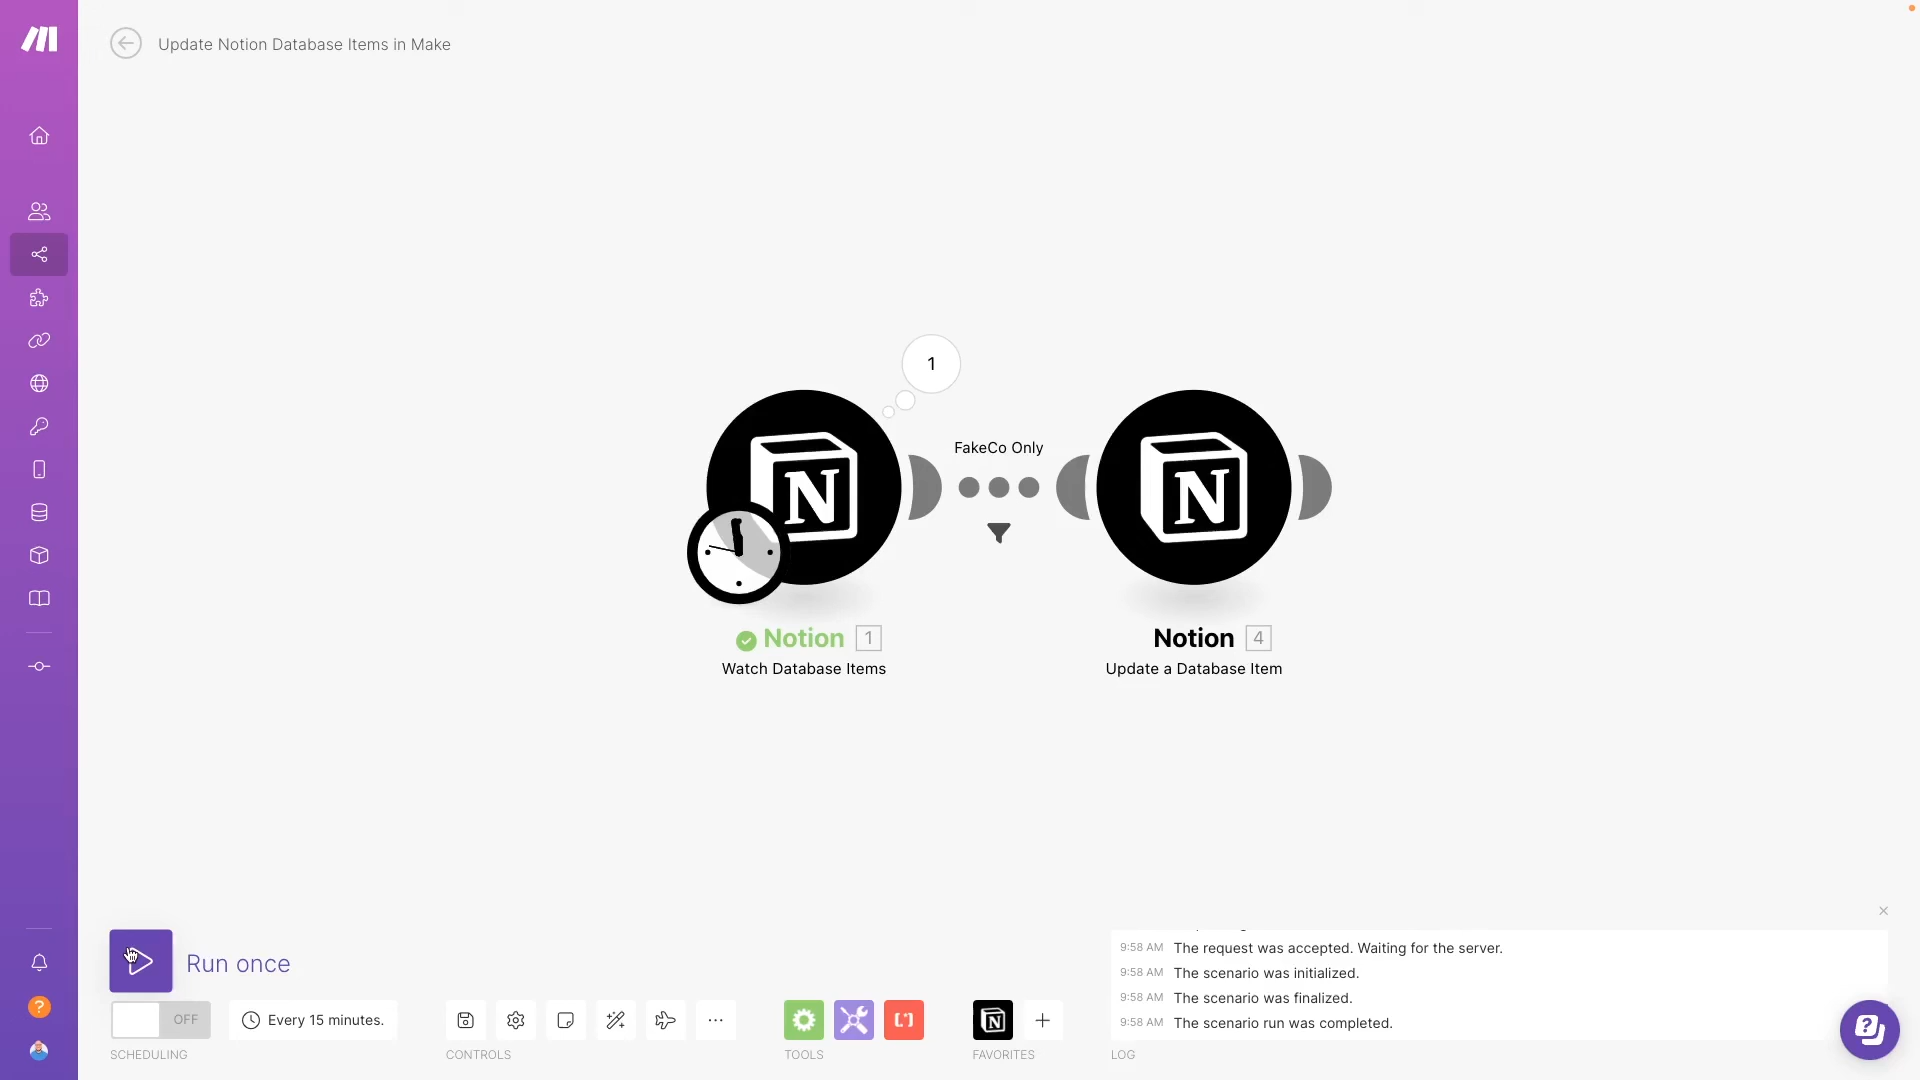 Update Notion Database Items in Make
1
FakeCo Only
Notion 1
Watch Database Items
Notion 4
Update a Database Item
Run once
9:58 AM The request was accepted. Waiting for the server.
9:58 AM The scenario was initialized.
9:58 AM The scenario was finalized.
9:58 AM The scenario run was completed.
OFF
Every 15 minutes.
SCHEDULING
CONTROLS
TOOLS
FAVORITES
LOG